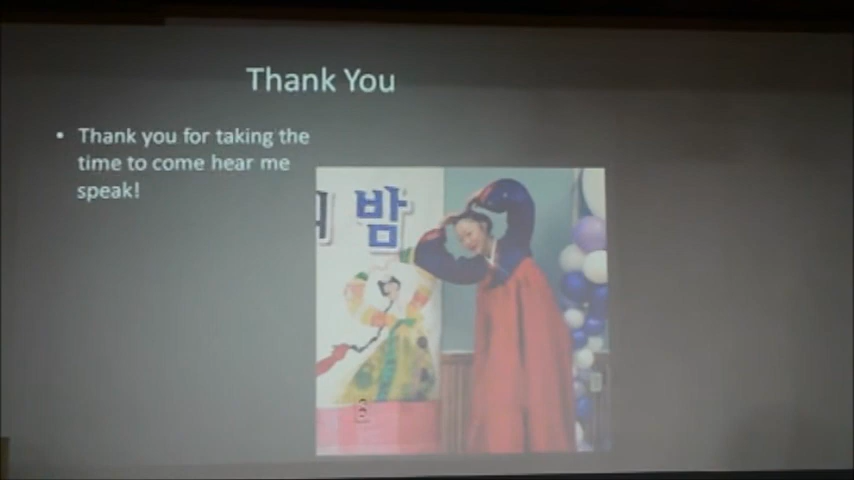 Thank You
• Thank you for taking the
time to come hear me
speak!
밤